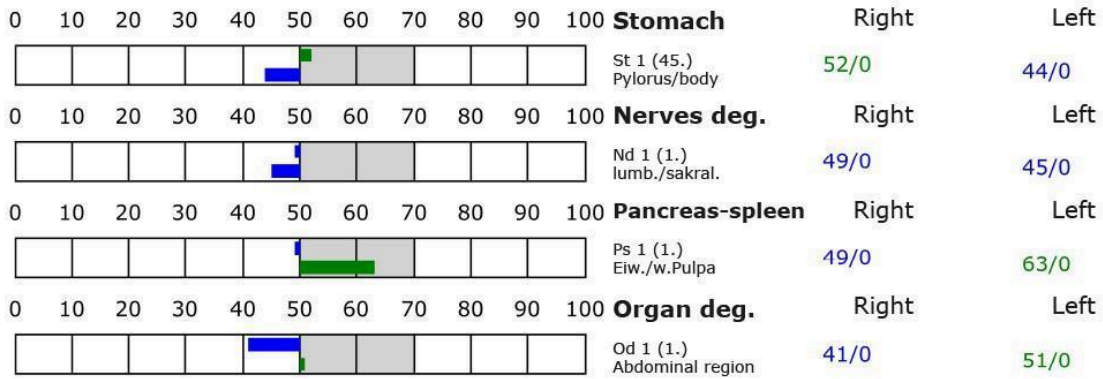 0 10 20 30 40 50 60 70 80 90 100 Stomach Right Left
St 1 (45.) 52/0 44/0
Pylorus/body
0 10 20 30 40 50 60 70 80 90 100 Nerves deg. Right Left
Nd 1 (1.) 49/0 45/0
lumb./sakral.
0 10 20 30 40 50 60 70 80 90 100 Pancreas-spleen Right Left
Ps 1 (1.) 49/0 63/0
Eiw./w.Pulpa
0 10 20 30 40 50 60 70 80 90 100 Organ deg. Right Left
Od 1 (1.) 41/0 51/0
Abdominal region